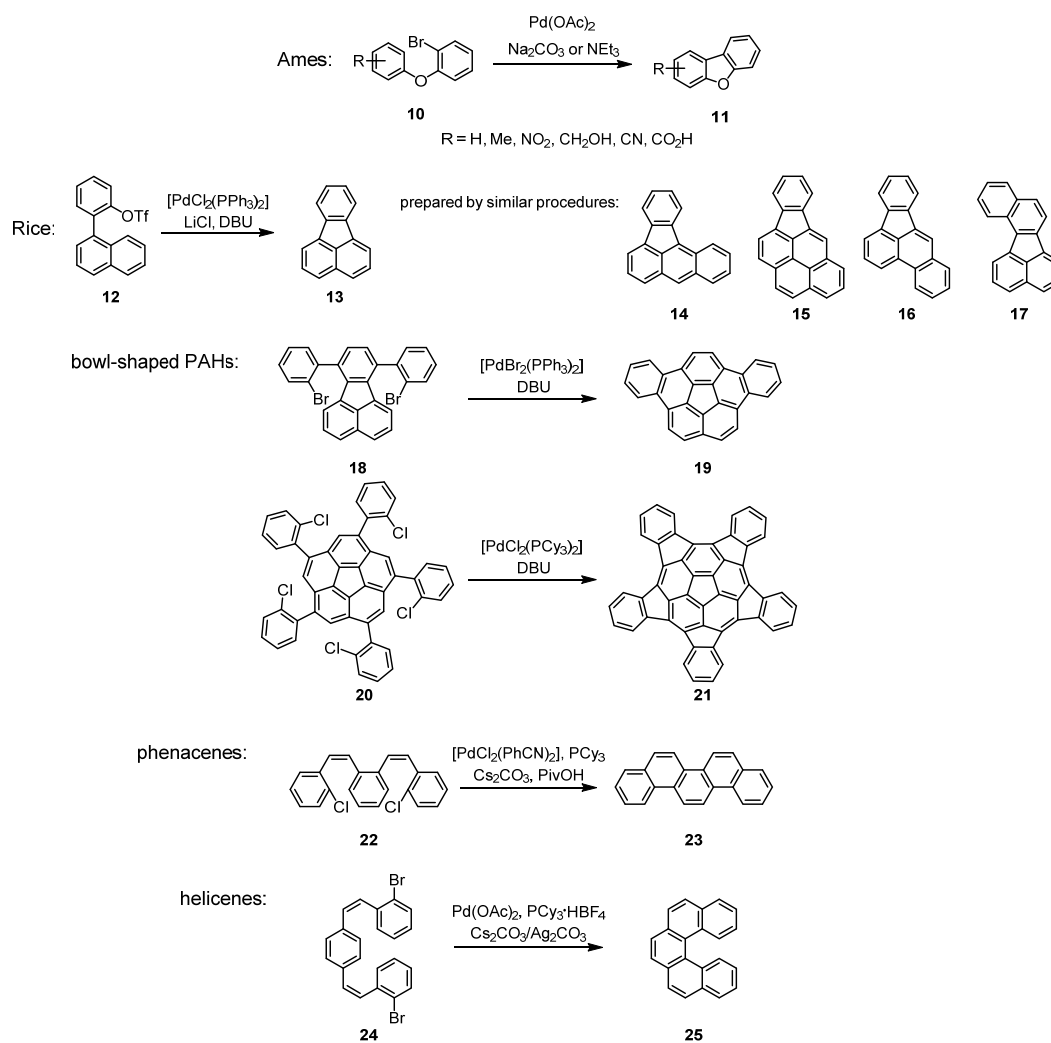 Ames:
R
Br
O
10
Pd(OAc)2
Na2CO3 or NEt3
R
O
11
R = H, Me, NO2, CH2OH, CN, CO2H
Rice:
OTf
12
[PdCl2(PPh3)2]
LiCl, DBU
13
prepared by similar procedures:
14
15
16
17
bowl-shaped PAHs:
Br
Br
18
[PdBr2(PPh3)2]
DBU
19
Cl
Cl
Cl
Cl
Cl
20
[PdCl2(PCy3)2]
DBU
21
phenacenes:
Cl
Cl
22
[PdCl2(PhCN)2], PCy3
Cs2CO3, PivOH
23
helicenes:
Br
Br
24
Pd(OAc)2, PCy3·HBF4
Cs2CO3/Ag2CO3
25